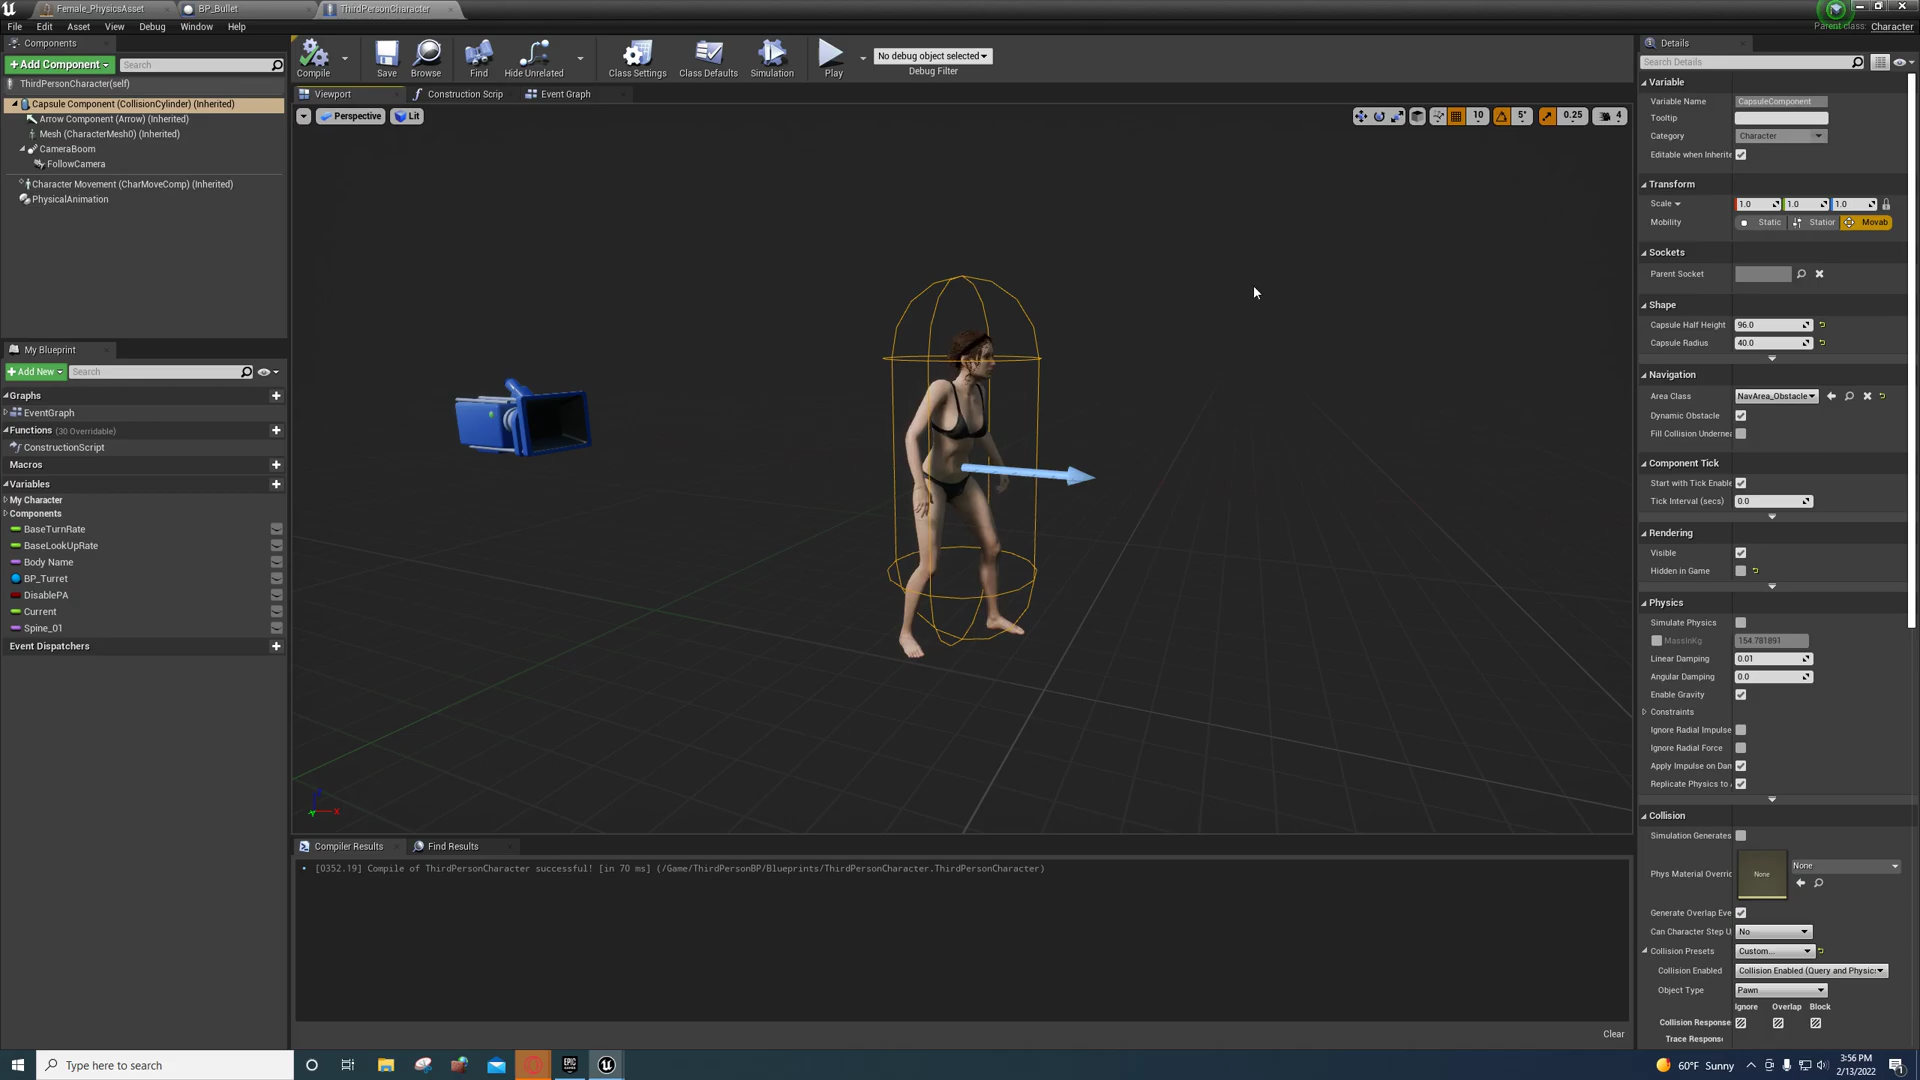 Female_PhysicsAsset
BP_Bullet
ThirdPersonCharacter
File Edit Asset View Debug Window Help
Parent class: Character
Components
+Add Component
Search
ThirdPersonCharacter(self)
Capsule Component (CollisionCylinder) (Inherited)
Arrow Component (Arrow) (Inherited)
Mesh (CharacterMesh0) (Inherited)
CameraBoom
FollowCamera
Character Movement (CharMoveComp) (Inherited)
PhysicalAnimation
My Blueprint
+Add New
Search
Graphs
EventGraph
Functions (30 Overridable)
ConstructionScript
Macros
Variables
My Character
Components
BaseTurnRate
BaseLookUpRate
Body Name
BP_Turret
DisablePA
Current
Spine_01
Event Dispatchers
Compile
Save
Browse
Find
Hide Unrelated
Class Settings
Class Defaults
Simulation
Play
No debug object selected
Debug Filter
Viewport
Construction Scrip
Event Graph
Perspective
Lit
10
5°
0.25
4
Compiler Results
Find Results
[0352.19] Compile of ThirdPersonCharacter successful! [in 70 ms] (/Game/ThirdPersonBP/Blueprints/ThirdPersonCharacter.ThirdPersonCharacter)
Clear
Details
Search Details
Variable
Variable Name CapsuleComponent
Tooltip
Category Character
Editable when Inherite
Transform
Scale 1.0 1.0 1.0
Mobility Static Station Movab
Sockets
Parent Socket
Shape
Capsule Half Height 96.0
Capsule Radius 40.0
Navigation
Area Class NavArea_Obstacle
Dynamic Obstacle
Fill Collision Undernea
Component Tick
Start with Tick Enable
Tick Interval (secs) 0.0
Rendering
Visible
Hidden in Game
Physics
Simulate Physics
MassInKg 154.781891
Linear Damping 0.01
Angular Damping 0.0
Enable Gravity
Constraints
Ignore Radial Impulse
Ignore Radial Force
Apply Impulse on Dam
Replicate Physics to
Collision
Simulation Generates
Phys Material Overric None None
Generate Overlap Eve
Can Character Step U No
Collision Presets Custom...
Collision Enabled Collision Enabled (Query and Physic
Object Type Pawn
Ignore Overlap Block
Collision Response
Trace Respons
Type here to search
60°F Sunny
3:56 PM
2/13/2022